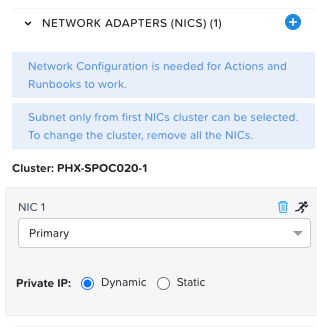 NETWORK ADAPTERS (NICS) (1)
Network Configuration is needed for Actions and
Runbooks to work.
Subnet only from first NICs cluster can be selected.
To change the cluster, remove all the NICs.
Cluster: PHX-SPOC020-1
NIC 1
Primary
Private IP: Dynamic Static